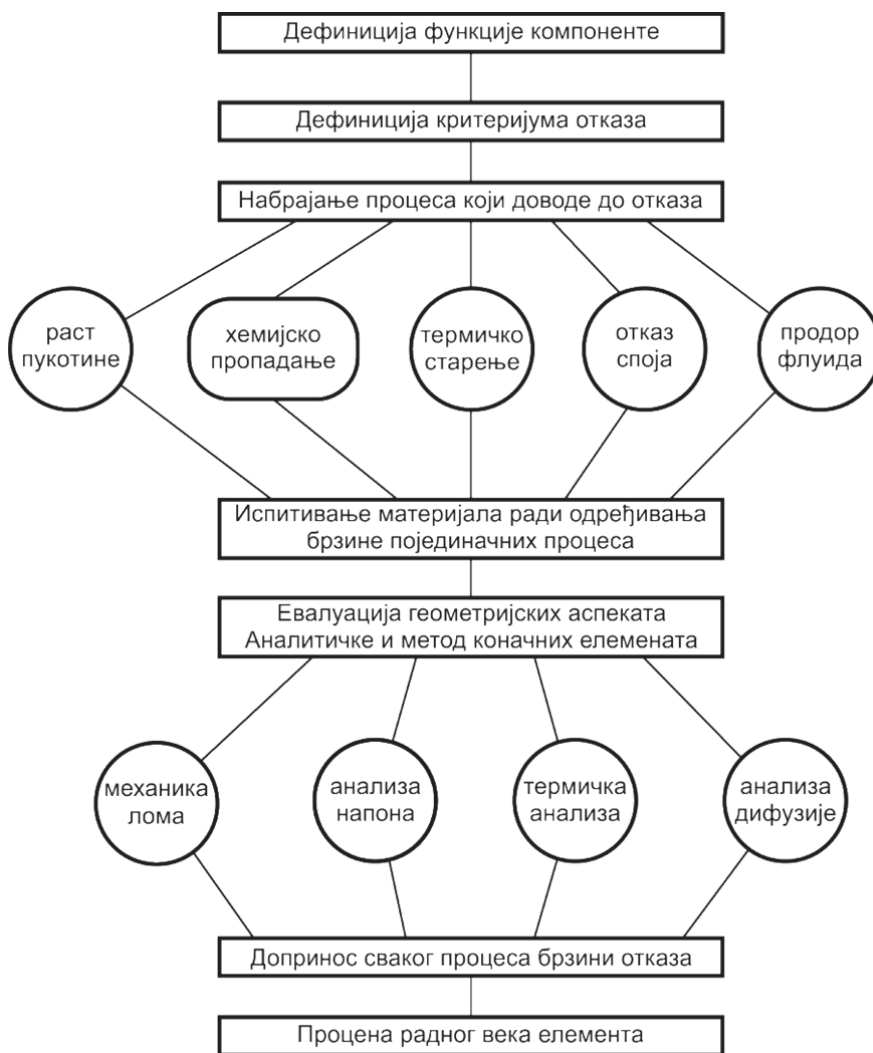 Дефиниција функције компоненте
Дефиниција критеријума отказа
Набрајање процеса који доводе до отказа
раст
пукотине
хемијско
пропадање
термичко
старење
отказ
споја
продор
флуида
Испитивање материјала ради одређивања
брзине појединачних процеса
Евалуација геометријских аспеката
Аналитичке и метод коначних елемената
механика
лома
анализа
напона
термичка
анализа
анализа
дифузије
Допринос сваког процеса брзини отказа
Процена радног века елемента